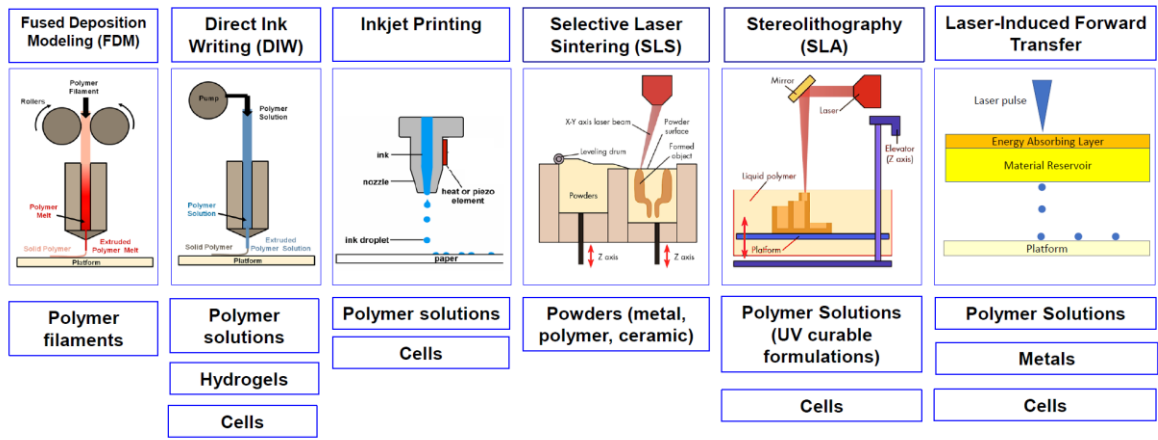 Fused Deposition
Modeling (FDM)
Direct Ink
Writing (DIW)
Inkjet Printing
Selective Laser
Sintering (SLS)
Stereolithography
(SLA)
Laser-Induced Forward
Transfer
Polymer
Filament
Rollers
Polymer
Melt
Solid Polymer
Extruded
Polymer Melt
Platform
Pump
Polymer
Solution
Polymer
Solution
Solid Polymer
Extruded
Polymer Solution
Platform
ink
nozzle
heat or piezo
element
ink droplet
paper
X-Y axis laser beam
Powder
surface
Formed
object
Leveling drum
Powders
Z axis
Z axis
Mirror
Laser
Elevator
(Z axis)
Liquid polymer
Platform
Laser pulse
Energy Absorbing Layer
Material Reservoir
Platform
Polymer
filaments
Polymer
solutions
Hydrogels
Cells
Polymer solutions
Cells
Powders (metal,
polymer, ceramic)
Polymer Solutions
(UV curable
formulations)
Cells
Polymer Solutions
Metals
Cells